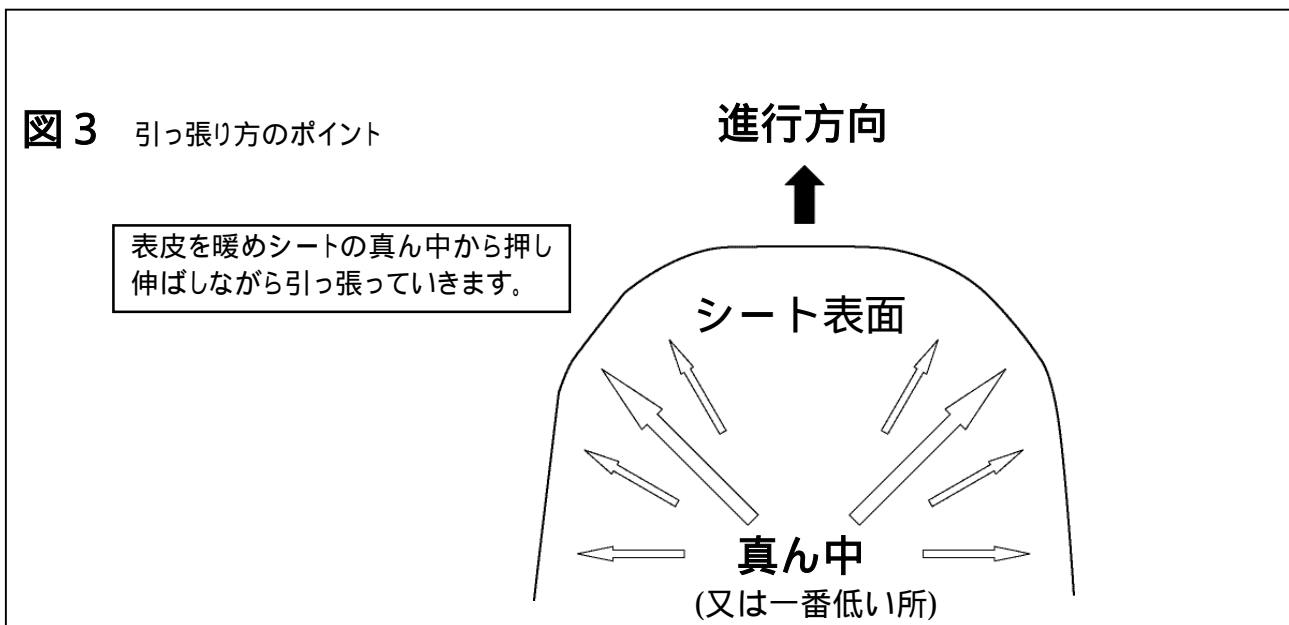 図３ 引っ張り方のポイント
進行方向
表皮を暖めシートの真ん中から押し
伸ばしながら引っ張っていきます。
シート表面
真ん中
(又は一番低い所)